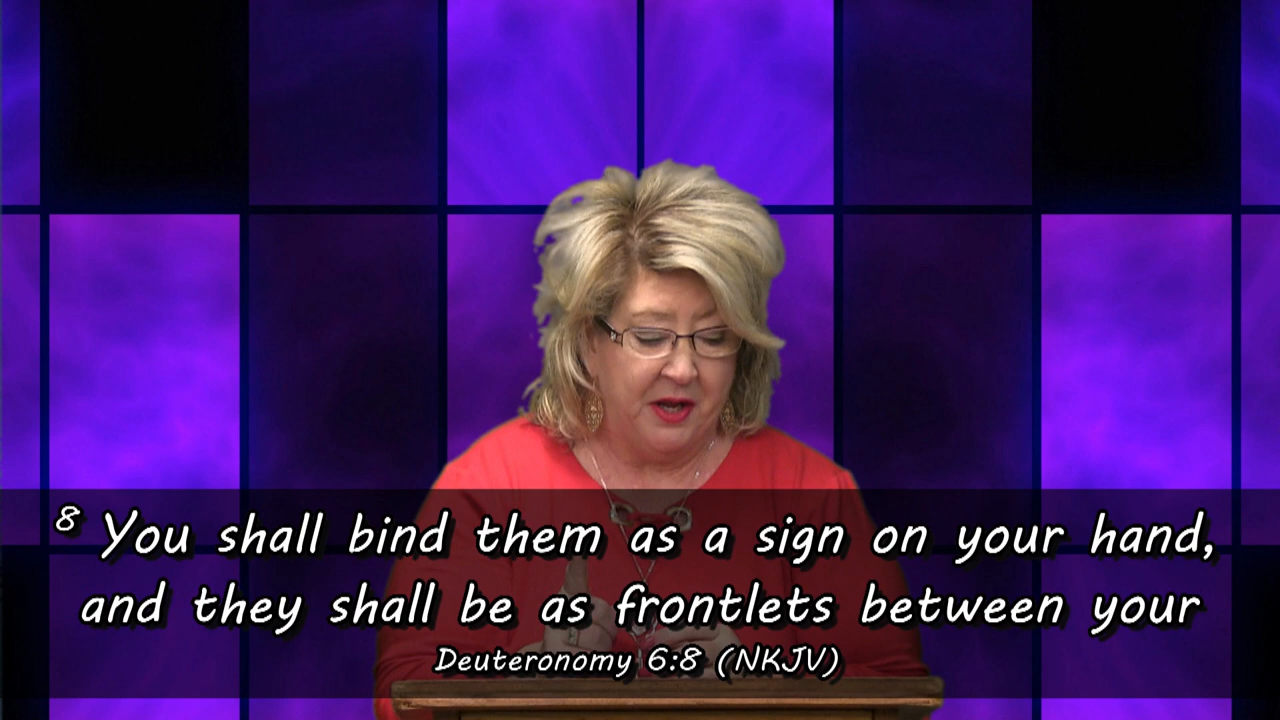 8 You shall bind them as a sign on your hand,
and they shall be as frontlets between your
Deuteronomy 6:8 (NKJV)